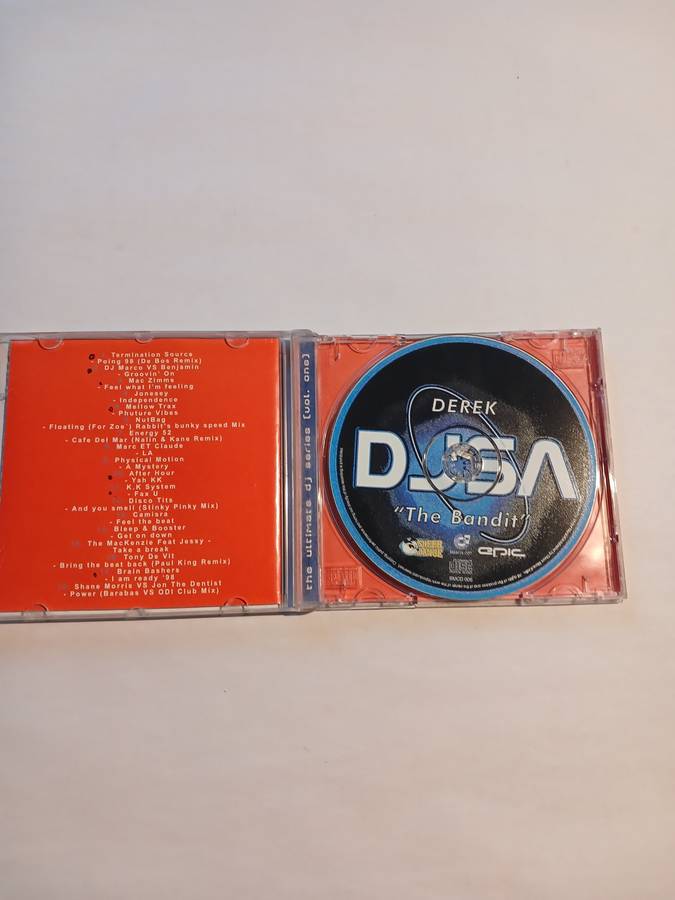 Termination Source
- Poing 98 (De Bos Remix)
DJ Marco VS Benjamin
- Groovin' On
Mac Zimms
- Feel what I'm feeling
Jonesey
- Independence
Mellow Trax
- Phuture Vibes
NutBag
- Floating (For Zoe`) Rabbit's bunky speed Mix
Energy 52
- Cafe Del Mar (Nalin & Kane Remix)
Marc ET Claude
- LA
Physical Motion
- A Mystery
After Hour
- Yah KK
K.K System
- Fax U
Disco Tits
- And you smell (Slinky Pinky Mix)
Camisra
- Feel the beat
Bleep & Booster
- Get on down
The MacKenzie Feat Jessy -
Take a break
Tony De Vit
- Bring the beat back (Paul King Remix)
Brain Bashers
- I am ready '98
Shane Morris VS Jon The Dentist
- Power (Barabas VS ODI Club Mix)
the ultimate dj series [vol. one]
DEREK
DJSA
"The Bandit"
epic